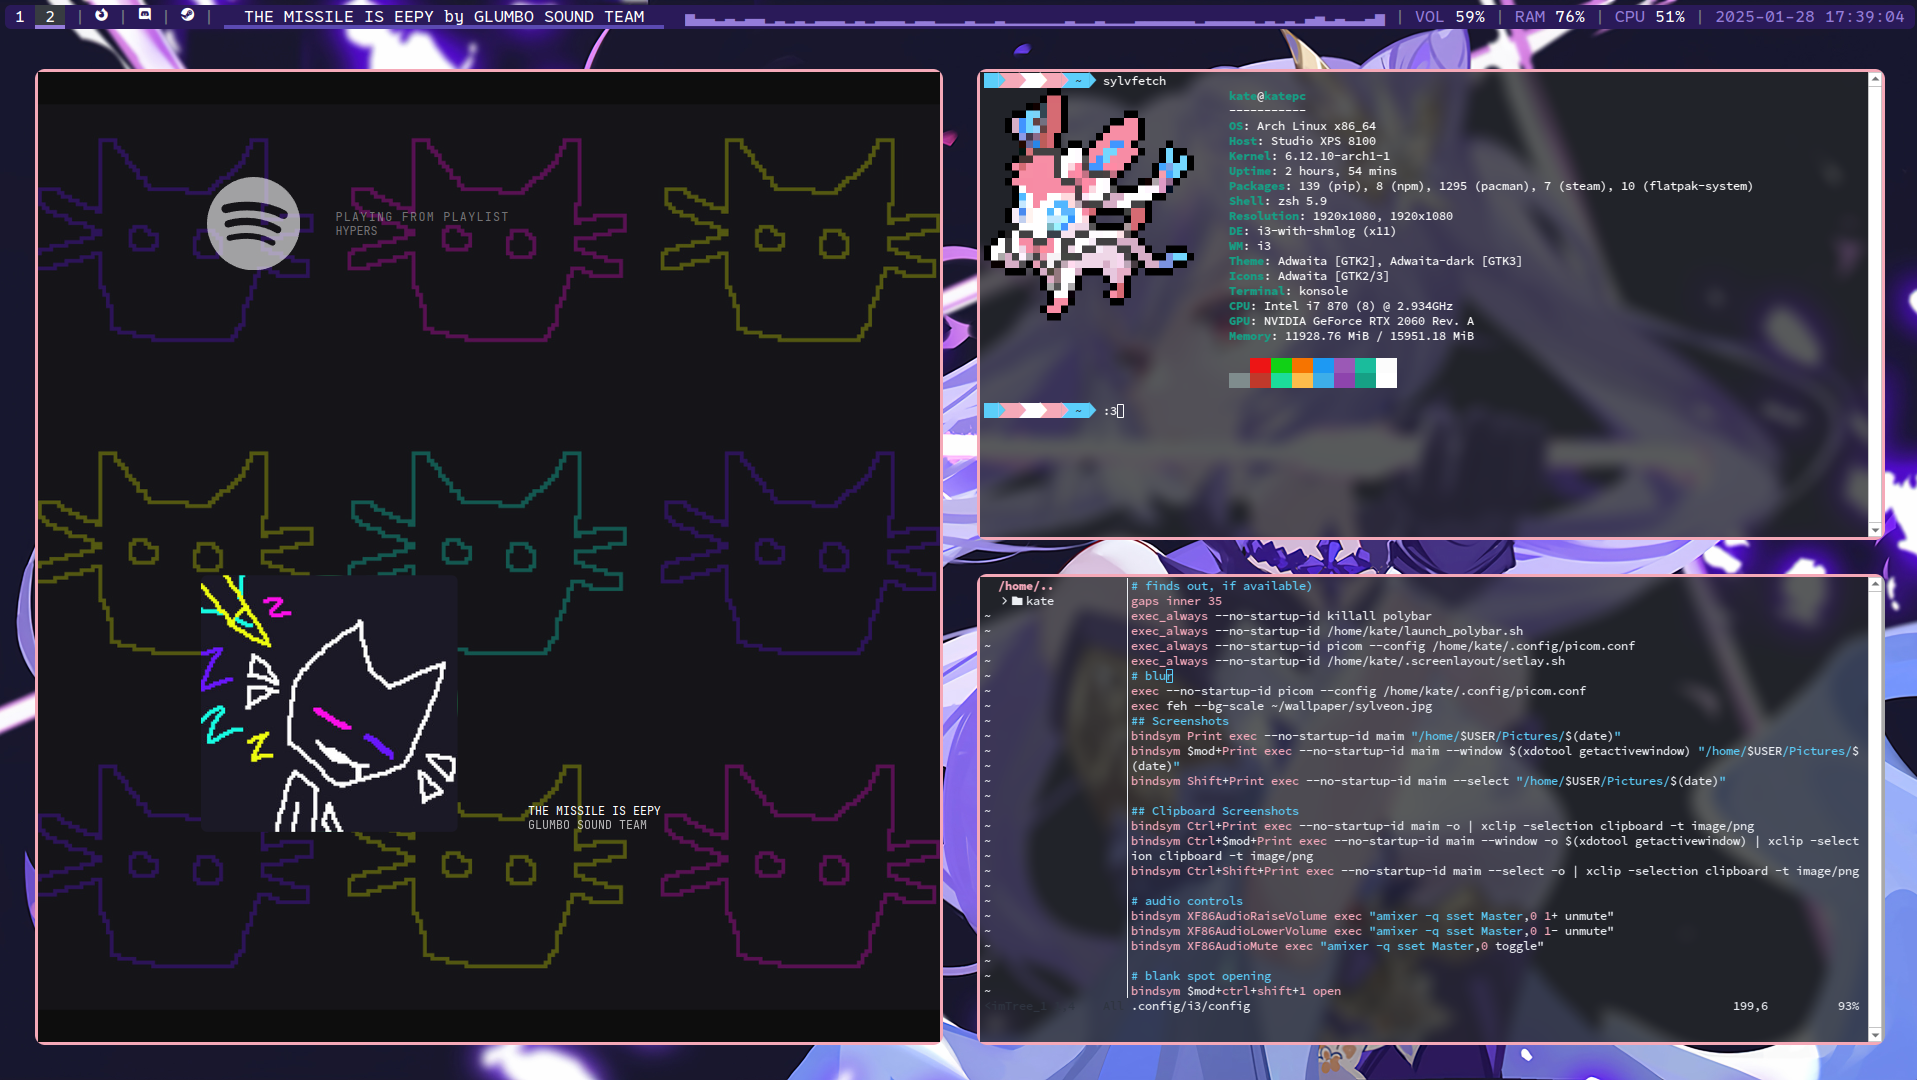 1 2 | | | THE MISSILE IS EEPY by GLUMBO SOUND TEAM | VOL 59% | RAM 76% | CPU 51% | 2025-01-28 17:39:04
PLAYING FROM PLAYLIST
HYPERS
THE MISSILE IS EEPY
GLUMBO SOUND TEAM
~ sylvfetch
kate@katepc
-----------
OS: Arch Linux x86_64
Host: Studio XPS 8100
Kernel: 6.12.10-arch1-1
Uptime: 2 hours, 54 mins
Packages: 139 (pip), 8 (npm), 1295 (pacman), 7 (steam), 10 (flatpak-system)
Shell: zsh 5.9
Resolution: 1920x1080, 1920x1080
DE: i3-with-shmlog (x11)
WM: i3
Theme: Adwaita [GTK2], Adwaita-dark [GTK3]
Icons: Adwaita [GTK2/3]
Terminal: konsole
CPU: Intel i7 870 (8) @ 2.934GHz
GPU: NVIDIA GeForce RTX 2060 Rev. A
Memory: 11928.76 MiB / 15951.18 MiB
~ :3
/home/..
> kate
# finds out, if available)
gaps inner 35
exec_always --no-startup-id killall polybar
exec_always --no-startup-id /home/kate/launch_polybar.sh
exec_always --no-startup-id picom --config /home/kate/.config/picom.conf
exec_always --no-startup-id /home/kate/.screenlayout/setlay.sh
# blur
exec --no-startup-id picom --config /home/kate/.config/picom.conf
exec feh --bg-scale ~/wallpaper/sylveon.jpg
## Screenshots
bindsym Print exec --no-startup-id maim "/home/$USER/Pictures/$(date)"
bindsym $mod+Print exec --no-startup-id maim --window $(xdotool getactivewindow) "/home/$USER/Pictures/$
(date)"
bindsym Shift+Print exec --no-startup-id maim --select "/home/$USER/Pictures/$(date)"
## Clipboard Screenshots
bindsym Ctrl+Print exec --no-startup-id maim -o | xclip -selection clipboard -t image/png
bindsym Ctrl+$mod+Print exec --no-startup-id maim --window -o $(xdotool getactivewindow) | xclip -select
ion clipboard -t image/png
bindsym Ctrl+Shift+Print exec --no-startup-id maim --select -o | xclip -selection clipboard -t image/png
# audio controls
bindsym XF86AudioRaiseVolume exec "amixer -q sset Master,0 1+ unmute"
bindsym XF86AudioLowerVolume exec "amixer -q sset Master,0 1- unmute"
bindsym XF86AudioMute exec "amixer -q sset Master,0 toggle"
# blank spot opening
bindsym $mod+ctrl+shift+1 open
.config/i3/config 199,6 93%